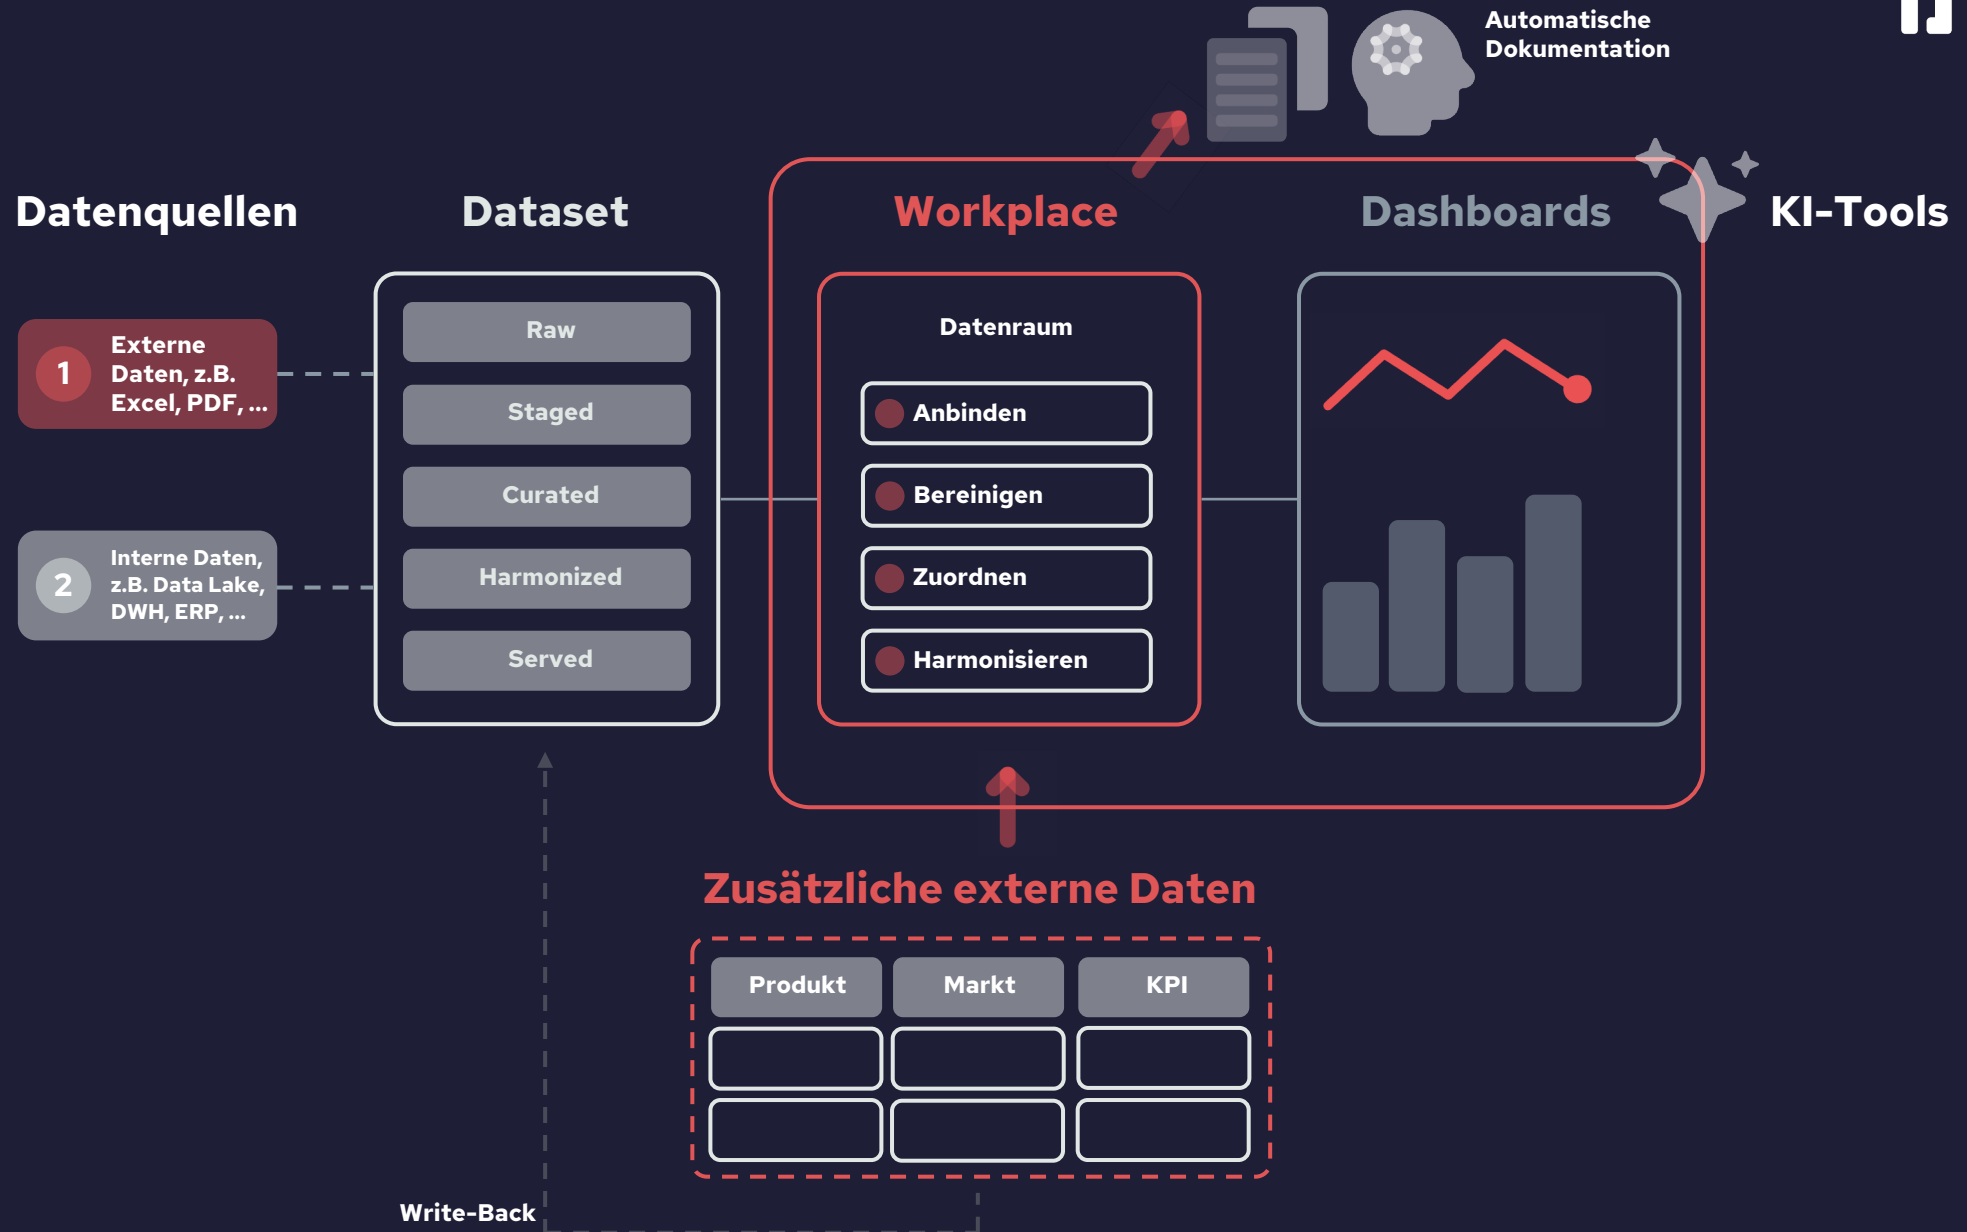 Automatische
Dokumentation
Datenquellen
Dataset
Workplace
Dashboards
KI-Tools
1
Externe
Daten, z.B.
Excel, PDF, ...
2
Interne Daten,
z.B. Data Lake,
DWH, ERP, ...
Raw
Staged
Curated
Harmonized
Served
Datenraum
Anbinden
Bereinigen
Zuordnen
Harmonisieren
Zusätzliche externe Daten
Produkt
Markt
KPI
Write-Back